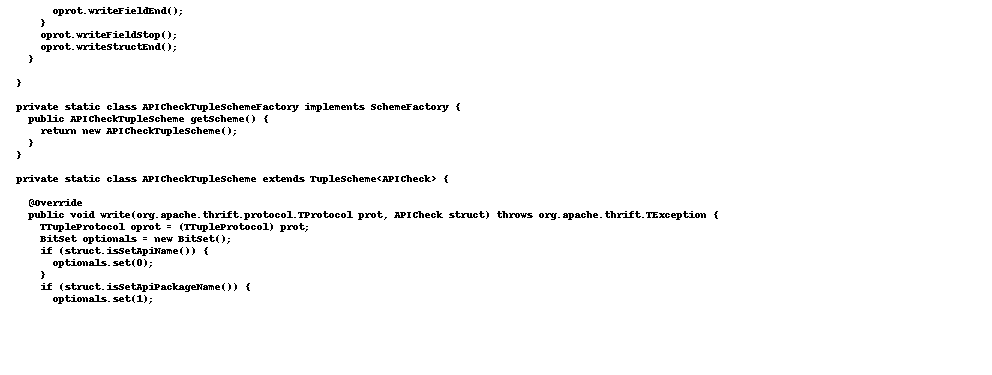 oprot.writeFieldEnd();
}
oprot.writeFieldStop();
oprot.writeStructEnd();
}
}
private static class APICheckTupleSchemeFactory implements SchemeFactory {
public APICheckTupleScheme getScheme() {
return new APICheckTupleScheme();
}
}
private static class APICheckTupleScheme extends TupleScheme<APICheck> {
@Override
public void write(org.apache.thrift.protocol.TProtocol prot, APICheck struct) throws org.apache.thrift.TException {
TTupleProtocol oprot = (TTupleProtocol) prot;
BitSet optionals = new BitSet();
if (struct.isSetApiName()) {
optionals.set(0);
}
if (struct.isSetApiPackageName()) {
optionals.set(1);